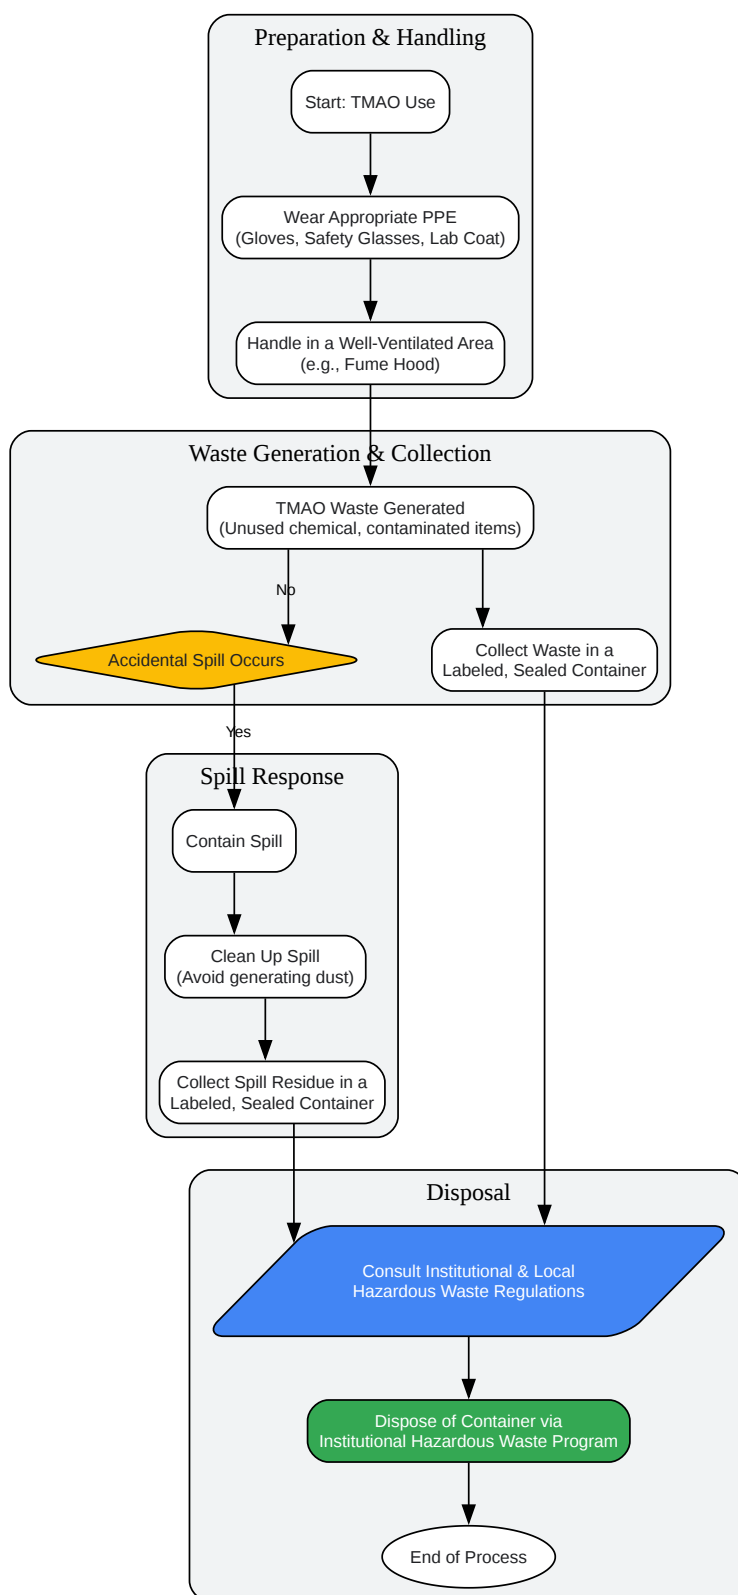 Preparation & Handling
Start: TMAO Use
Wear Appropriate PPE
(Gloves, Safety Glasses, Lab Coat)
Handle in a Well-Ventilated Area
(e.g., Fume Hood)
Waste Generation & Collection
TMAO Waste Generated
(Unused chemical, contaminated items)
No
Accidental Spill Occurs
Collect Waste in a
Labeled, Sealed Container
Yes
Spill Response
Contain Spill
Clean Up Spill
(Avoid generating dust)
Collect Spill Residue in a
Labeled, Sealed Container
Disposal
Consult Institutional & Local
Hazardous Waste Regulations
Dispose of Container via
Institutional Hazardous Waste Program
End of Process